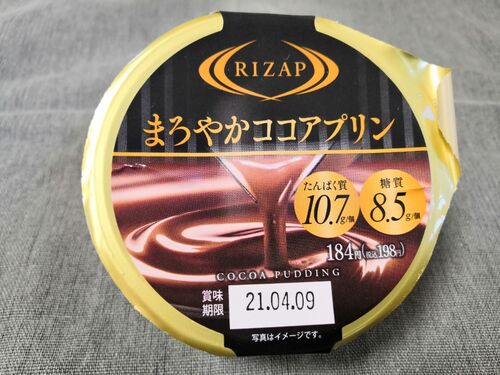 RIZAP
まろやかココアプリン
たんぱく質
10.7g/個
糖質
8.5g/個
184円(税込198円)
COCOA PUDDING
賞味
期限
21.04.09
写真はイメージです。